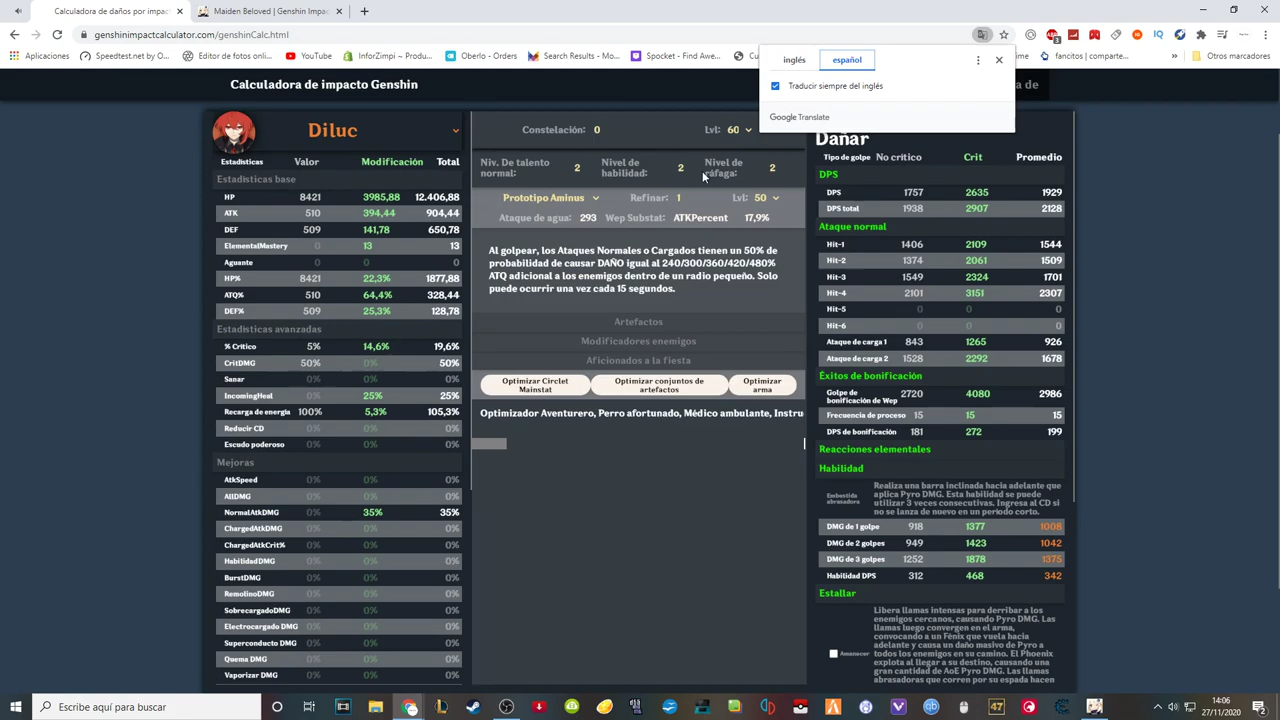 Calculadora de daños por impacto
Maiden Beloved | Genshin Impact
genshinimpactcalculator.com/genshinCalc.html
Aplicaciones
Speedtest.net by O...
Editor de fotos onli...
YouTube
InforZimpi ~ Produ...
Oberlo - Orders
Search Results - Mo...
Spocket - Find Awe...
fancitos | comparte...
Otros marcadores
inglés
español
Traducir siempre del inglés
Google Translate
Calculadora de impacto Genshin
a de
Diluc
Estadísticas Valor Modificación Total
Estadísticas base
HP 8421 3985,88 12.406,88
ATK 510 394,44 904,44
DEF 509 141,78 650,78
ElementalMastery 0 13 13
Aguante 0 0 0
HP% 8421 22,3% 1877,88
ATQ% 510 64,4% 328,44
DEF% 509 25,3% 128,78
Estadísticas avanzadas
% Crítico 5% 14,6% 19,6%
CritDMG 50% 0% 50%
Sanar 0% 0% 0%
IncomingHeal 0% 25% 25%
Recarga de energía 100% 5,3% 105,3%
Reducir CD 0% 0% 0%
Escudo poderoso 0% 0% 0%
Mejoras
AtkSpeed 0% 0% 0%
AllDMG 0% 0% 0%
NormalAtkDMG 0% 35% 35%
ChargedAtkDMG 0% 0% 0%
ChargedAtkCrit% 0% 0% 0%
HabilidadDMG 0% 0% 0%
BurstDMG 0% 0% 0%
RemolinoDMG 0% 0% 0%
SobrecargadoDMG 0% 0% 0%
Electrocargado DMG 0% 0% 0%
Superconducto DMG 0% 0% 0%
Quema DMG 0% 0% 0%
Vaporizar DMG 0% 0% 0%
Constelación: 0 Lvl: 60
Niv. De talento normal: 2
Nivel de habilidad: 2
Nivel de ráfaga: 2
Prototipo Aminus Refinar: 1 Lvl: 50
Ataque de agua: 293 Wep Substat: ATKPercent 17,9%
Al golpear, los Ataques Normales o Cargados tienen un 50% de
probabilidad de causar DAÑO igual al 240/300/360/420/480%
ATQ adicional a los enemigos dentro de un radio pequeño. Solo
puede ocurrir una vez cada 15 segundos.
Artefactos
Modificadores enemigos
Aficionados a la fiesta
Optimizar Circlet Mainstat
Optimizar conjuntos de artefactos
Optimizar arma
Optimizador Aventurero, Perro afortunado, Médico ambulante, Instru
Dañar
Tipo de golpe No crítico Crit Promedio
DPS
DPS 1757 2635 1929
DPS total 1938 2907 2128
Ataque normal
Hit-1 1406 2109 1544
Hit-2 1374 2061 1509
Hit-3 1549 2324 1701
Hit-4 2101 3151 2307
Hit-5 0 0 0
Hit-6 0 0 0
Ataque de carga 1 843 1265 926
Ataque de carga 2 1528 2292 1678
Éxitos de bonificación
Golpe de bonificación de Wep 2720 4080 2986
Frecuencia de proceso 15 15 15
DPS de bonificación 181 272 199
Reacciones elementales
Habilidad
Embestida abrasadora
Realiza una barra inclinada hacia adelante que
aplica Pyro DMG. Esta habilidad se puede
utilizar 3 veces consecutivas. Ingresa al CD si
no se lanza de nuevo en un período corto.
DMG de 1 golpe 918 1377 1008
DMG de 2 golpes 949 1423 1042
DMG de 3 golpes 1252 1878 1375
Habilidad DPS 312 468 342
Estallar
Amanecer
Libera llamas intensas para derribar a los
enemigos cercanos, causando Pyro DMG. Las
llamas luego convergen en el arma,
convocando a un Fénix que vuela hacia
adelante y causa un daño masivo de Pyro a
todos los enemigos en su camino. El Phoenix
explota al llegar a su destino, causando una
gran cantidad de AoE Pyro DMG. Las llamas
abrasadoras que corren por su espada hacen
Escribe aquí para buscar
14:06
27/11/2020